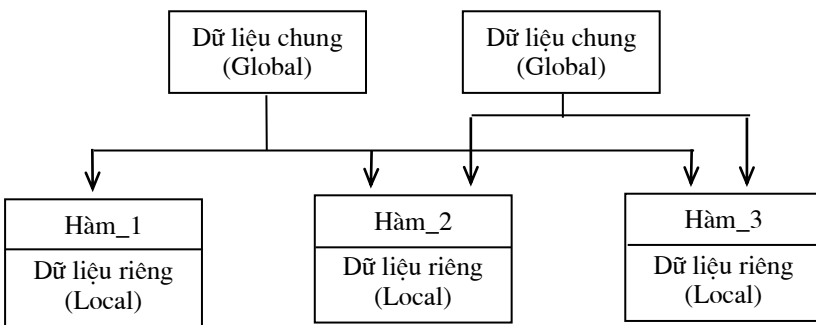 Dữ liệu chung
(Global)
Dữ liệu chung
(Global)
Hàm_1
Dữ liệu riêng
(Local)
Hàm_2
Dữ liệu riêng
(Local)
Hàm_3
Dữ liệu riêng
(Local)